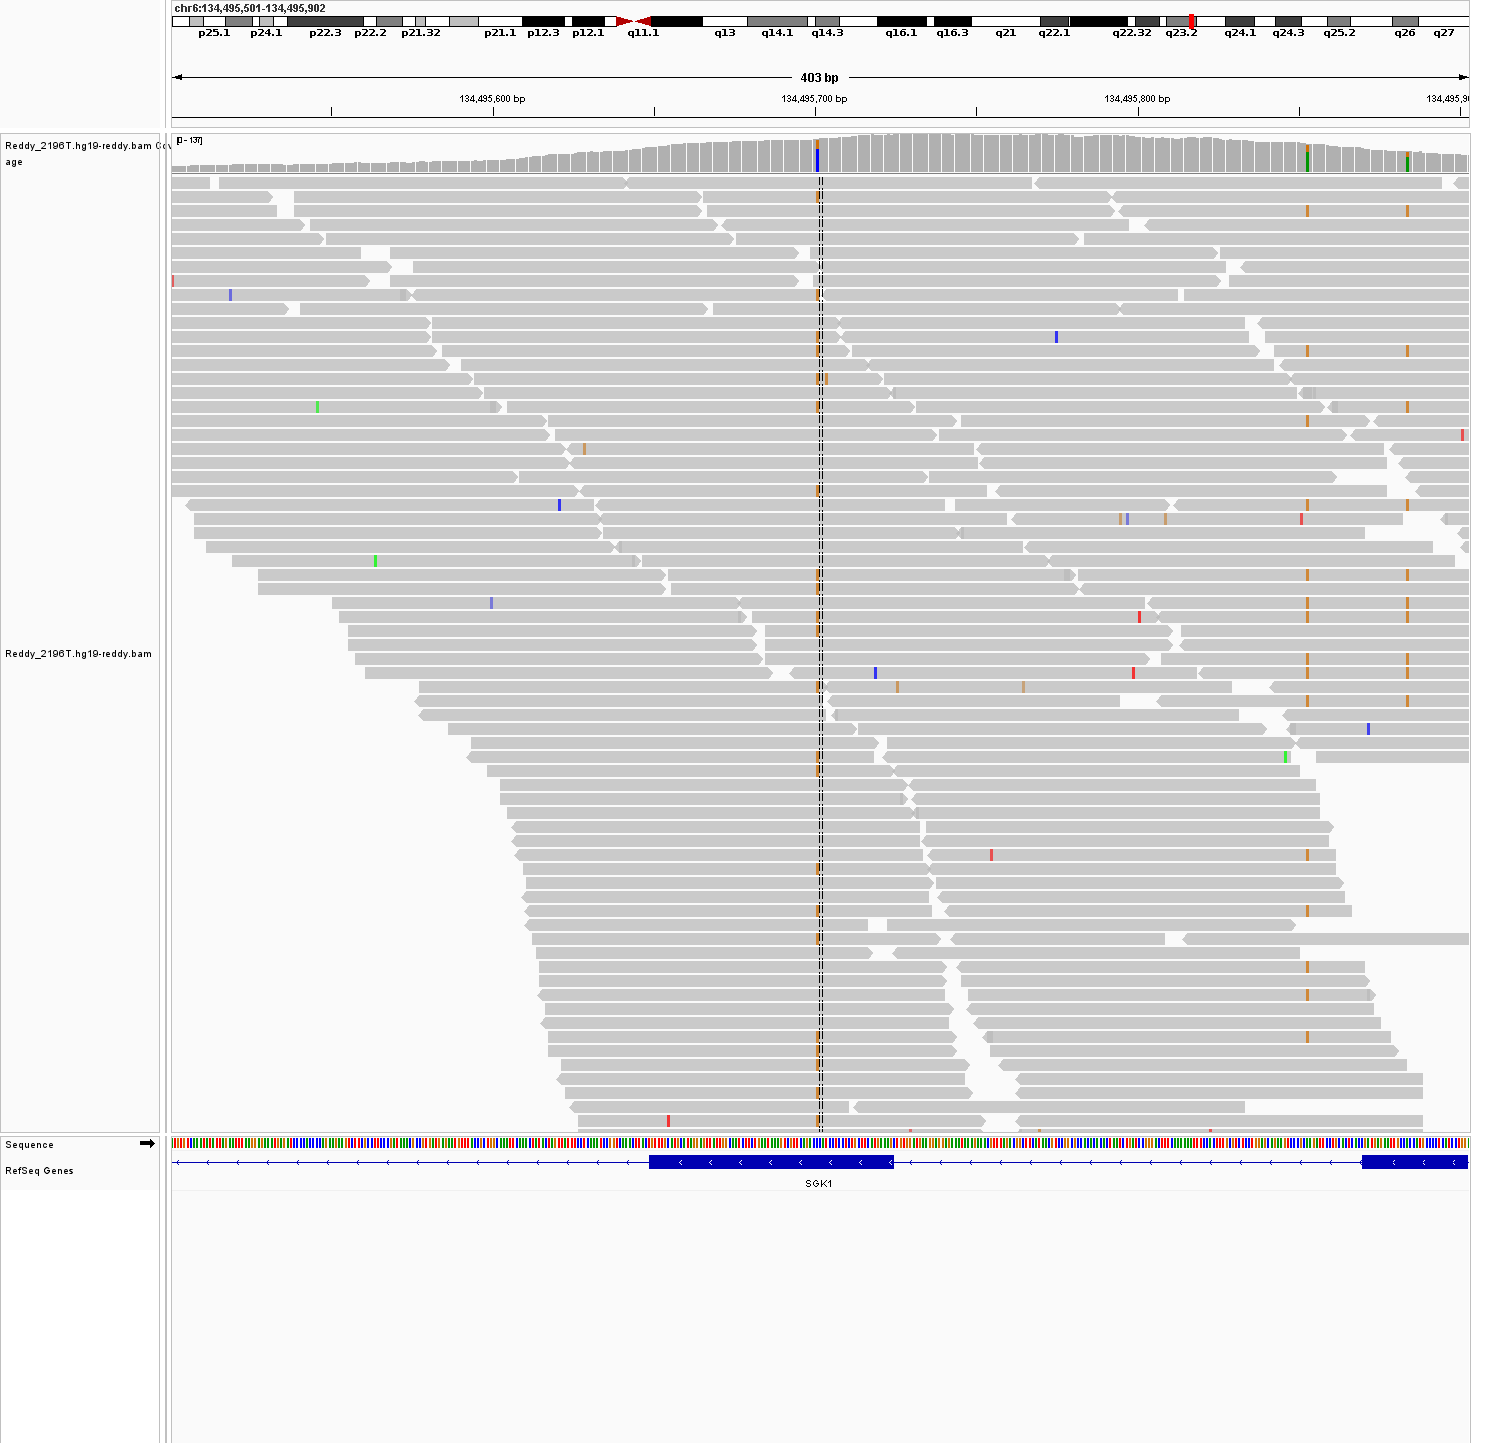 chr6:134,495,501-134,495,902
p25.1 p24.1 p22.3 p22.2 p21.32 p21.1 p12.3 p12.1 q11.1 q13 q14.1 q14.3 q16.1 q16.3 q21 q22.1 q22.32 q23.2 q24.1 q24.3 q25.2 q26 q27
403 bp
134,495,600 bp 134,495,700 bp 134,495,800 bp 134,495,90
Reddy_2196T.hg19-reddy.bam Cov
age
[0 - 137]
Reddy_2196T.hg19-reddy.bam
Sequence
RefSeq Genes
SGK1